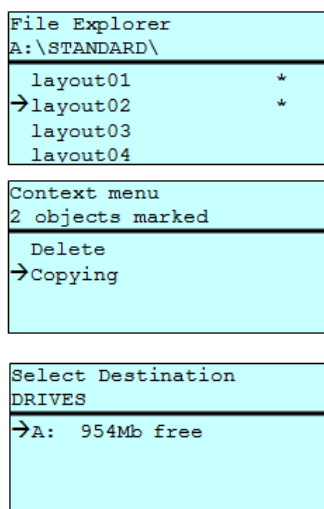 File Explorer
A:\STANDARD\
layout01 *
→layout02 *
layout03
layout04
Context menu
2 objects marked
Delete
→Copying
Select Destination
DRIVES
→A: 954Mb free